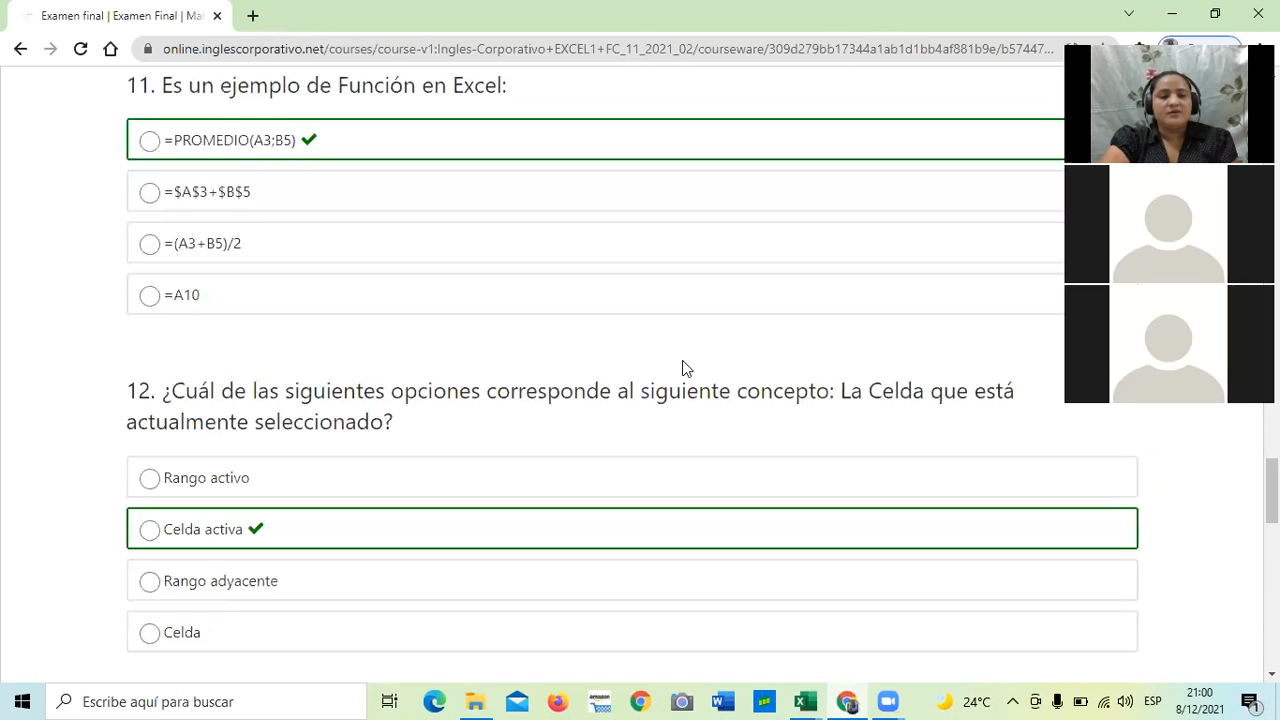 Examen final | Examen Final | Ma
online.inglescorporativo.net/courses/course-v1:Ingles-Corporativo+EXCEL1+FC_11_2021_02/courseware/309d279bb17344a1ab1d1bb4af881b9e/b57447...
11. Es un ejemplo de Función en Excel:
=PROMEDIO(A3;B5)
=$A$3+$B$5
=(A3+B5)/2
=A10
12. ¿Cuál de las siguientes opciones corresponde al siguiente concepto: La Celda que está
actualmente seleccionado?
Rango activo
Celda activa
Rango adyacente
Celda
Escribe aquí para buscar
24°C
ESP
21:00
8/12/2021